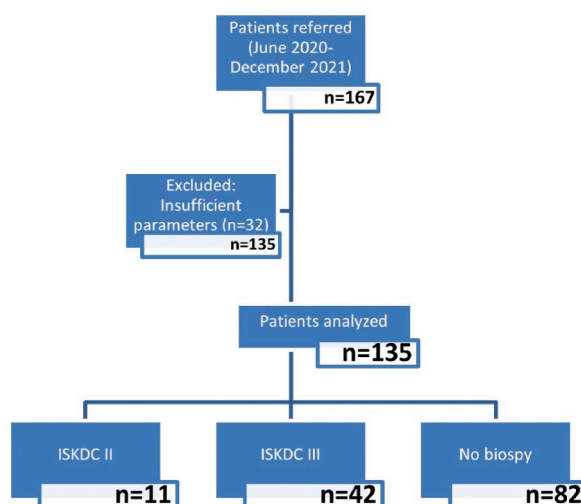 Patients referred
(June 2020-
December 2021)
n=167
Excluded:
Insufficient
parameters (n=32)
n=135
Patients analyzed
n=135
ISKDC II
n=11
ISKDC III
n=42
No biospy
n=82